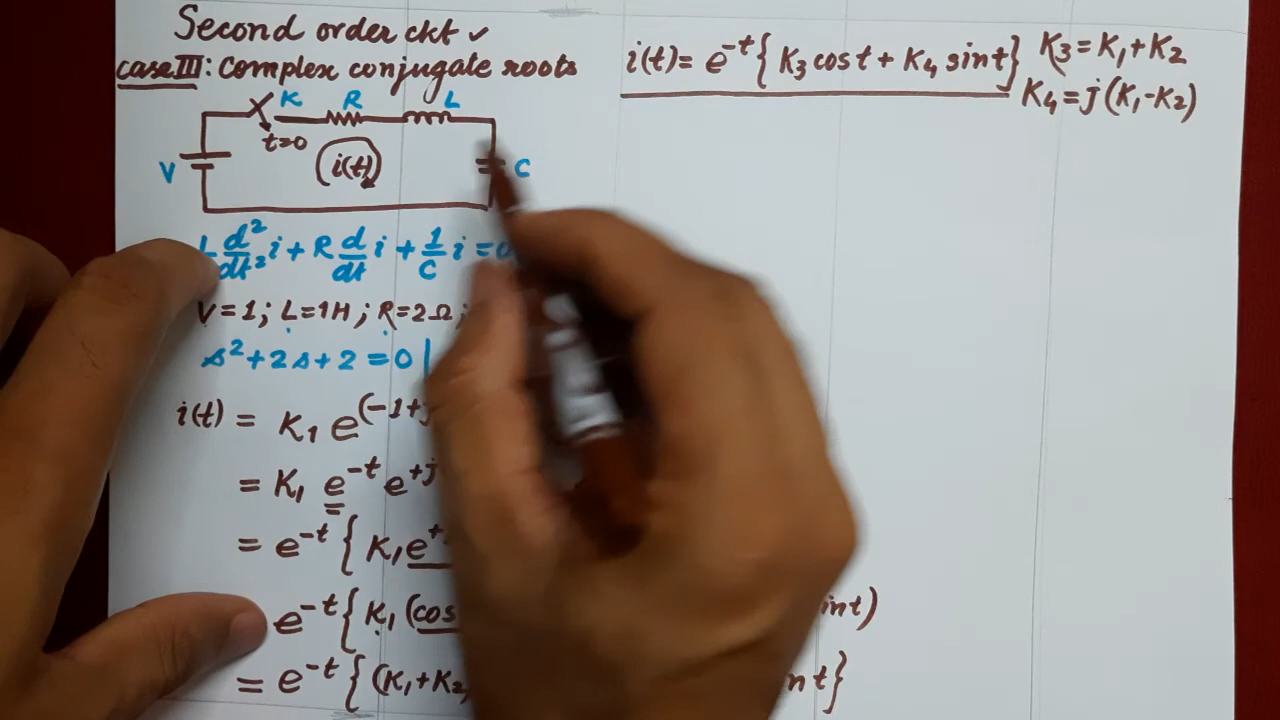 Second order ckt ✓
case III: Complex conjugate roots
K R L
t=0
i(t)
V C
L d²/dt² i + R d/dt i + 1/C i = 0
V=1; L=1H; R=2Ω;
s²+2s+2=0
i(t) = K₁ e^(-1+j
= K₁ e^-t e^+j
= e^-t { K₁ e^+
e^-t { K₁ (cos int)
= e^-t { (K₁+K₂ nt}
i(t)= e^-t { K₃ cost + K₄ sint} K₃=K₁+K₂
K₄=j(K₁-K₂)